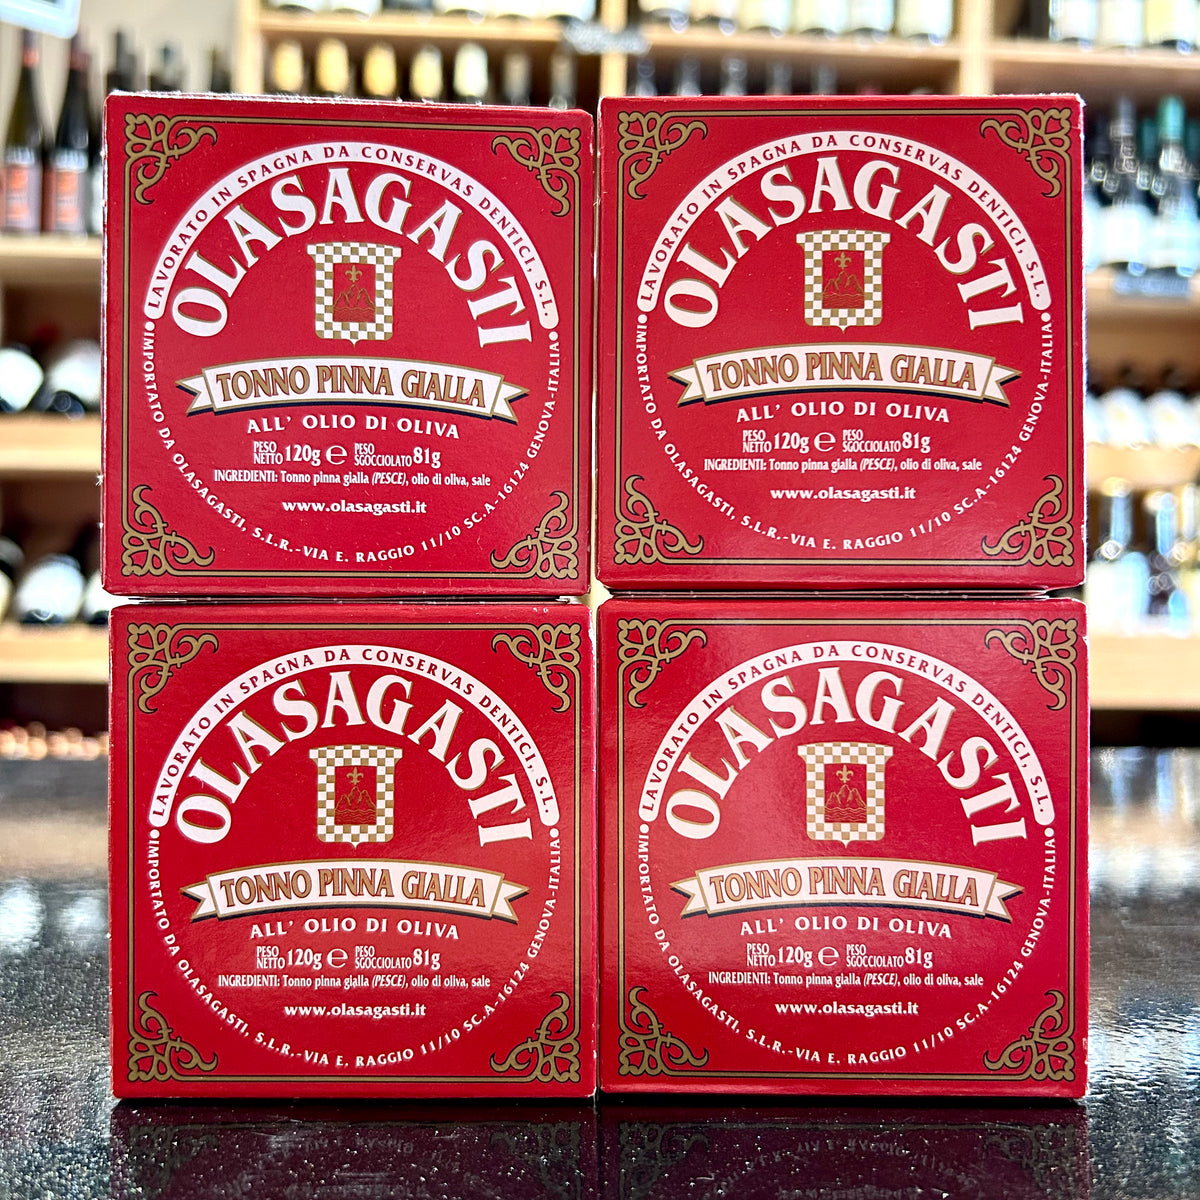 LAVORATO IN SPAGNA DA CONSERVAS DENTICI, S.L.
OLASAGASTI
TONNO PINNA GIALLA
ALL' OLIO DI OLIVA
PESO NETTO 120g ℮ PESO SGOCCIOLATO 81g
INGREDIENTI: Tonno pinna gialla (PESCE), olio di oliva, sale
www.olasagasti.it
IMPORTATO DA OLASAGASTI, S.L.R.-VIA E. RAGGIO 11/10 SC.A-16124 GENOVA-ITALIA
LAVORATO IN SPAGNA DA CONSERVAS DENTICI, S.L.
OLASAGASTI
TONNO PINNA GIALLA
ALL' OLIO DI OLIVA
PESO NETTO 120g ℮ PESO SGOCCIOLATO 81g
INGREDIENTI: Tonno pinna gialla (PESCE), olio di oliva, sale
www.olasagasti.it
IMPORTATO DA OLASAGASTI, S.L.R.-VIA E. RAGGIO 11/10 SC.A-16124 GENOVA-ITALIA
LAVORATO IN SPAGNA DA CONSERVAS DENTICI, S.L.
OLASAGASTI
TONNO PINNA GIALLA
ALL' OLIO DI OLIVA
PESO NETTO 120g ℮ PESO SGOCCIOLATO 81g
INGREDIENTI: Tonno pinna gialla (PESCE), olio di oliva, sale
www.olasagasti.it
IMPORTATO DA OLASAGASTI, S.L.R.-VIA E. RAGGIO 11/10 SC.A-16124 GENOVA-ITALIA
LAVORATO IN SPAGNA DA CONSERVAS DENTICI, S.L.
OLASAGASTI
TONNO PINNA GIALLA
ALL' OLIO DI OLIVA
PESO NETTO 120g ℮ PESO SGOCCIOLATO 81g
INGREDIENTI: Tonno pinna gialla (PESCE), olio di oliva, sale
www.olasagasti.it
IMPORTATO DA OLASAGASTI, S.L.R.-VIA E. RAGGIO 11/10 SC.A-16124 GENOVA-ITALIA